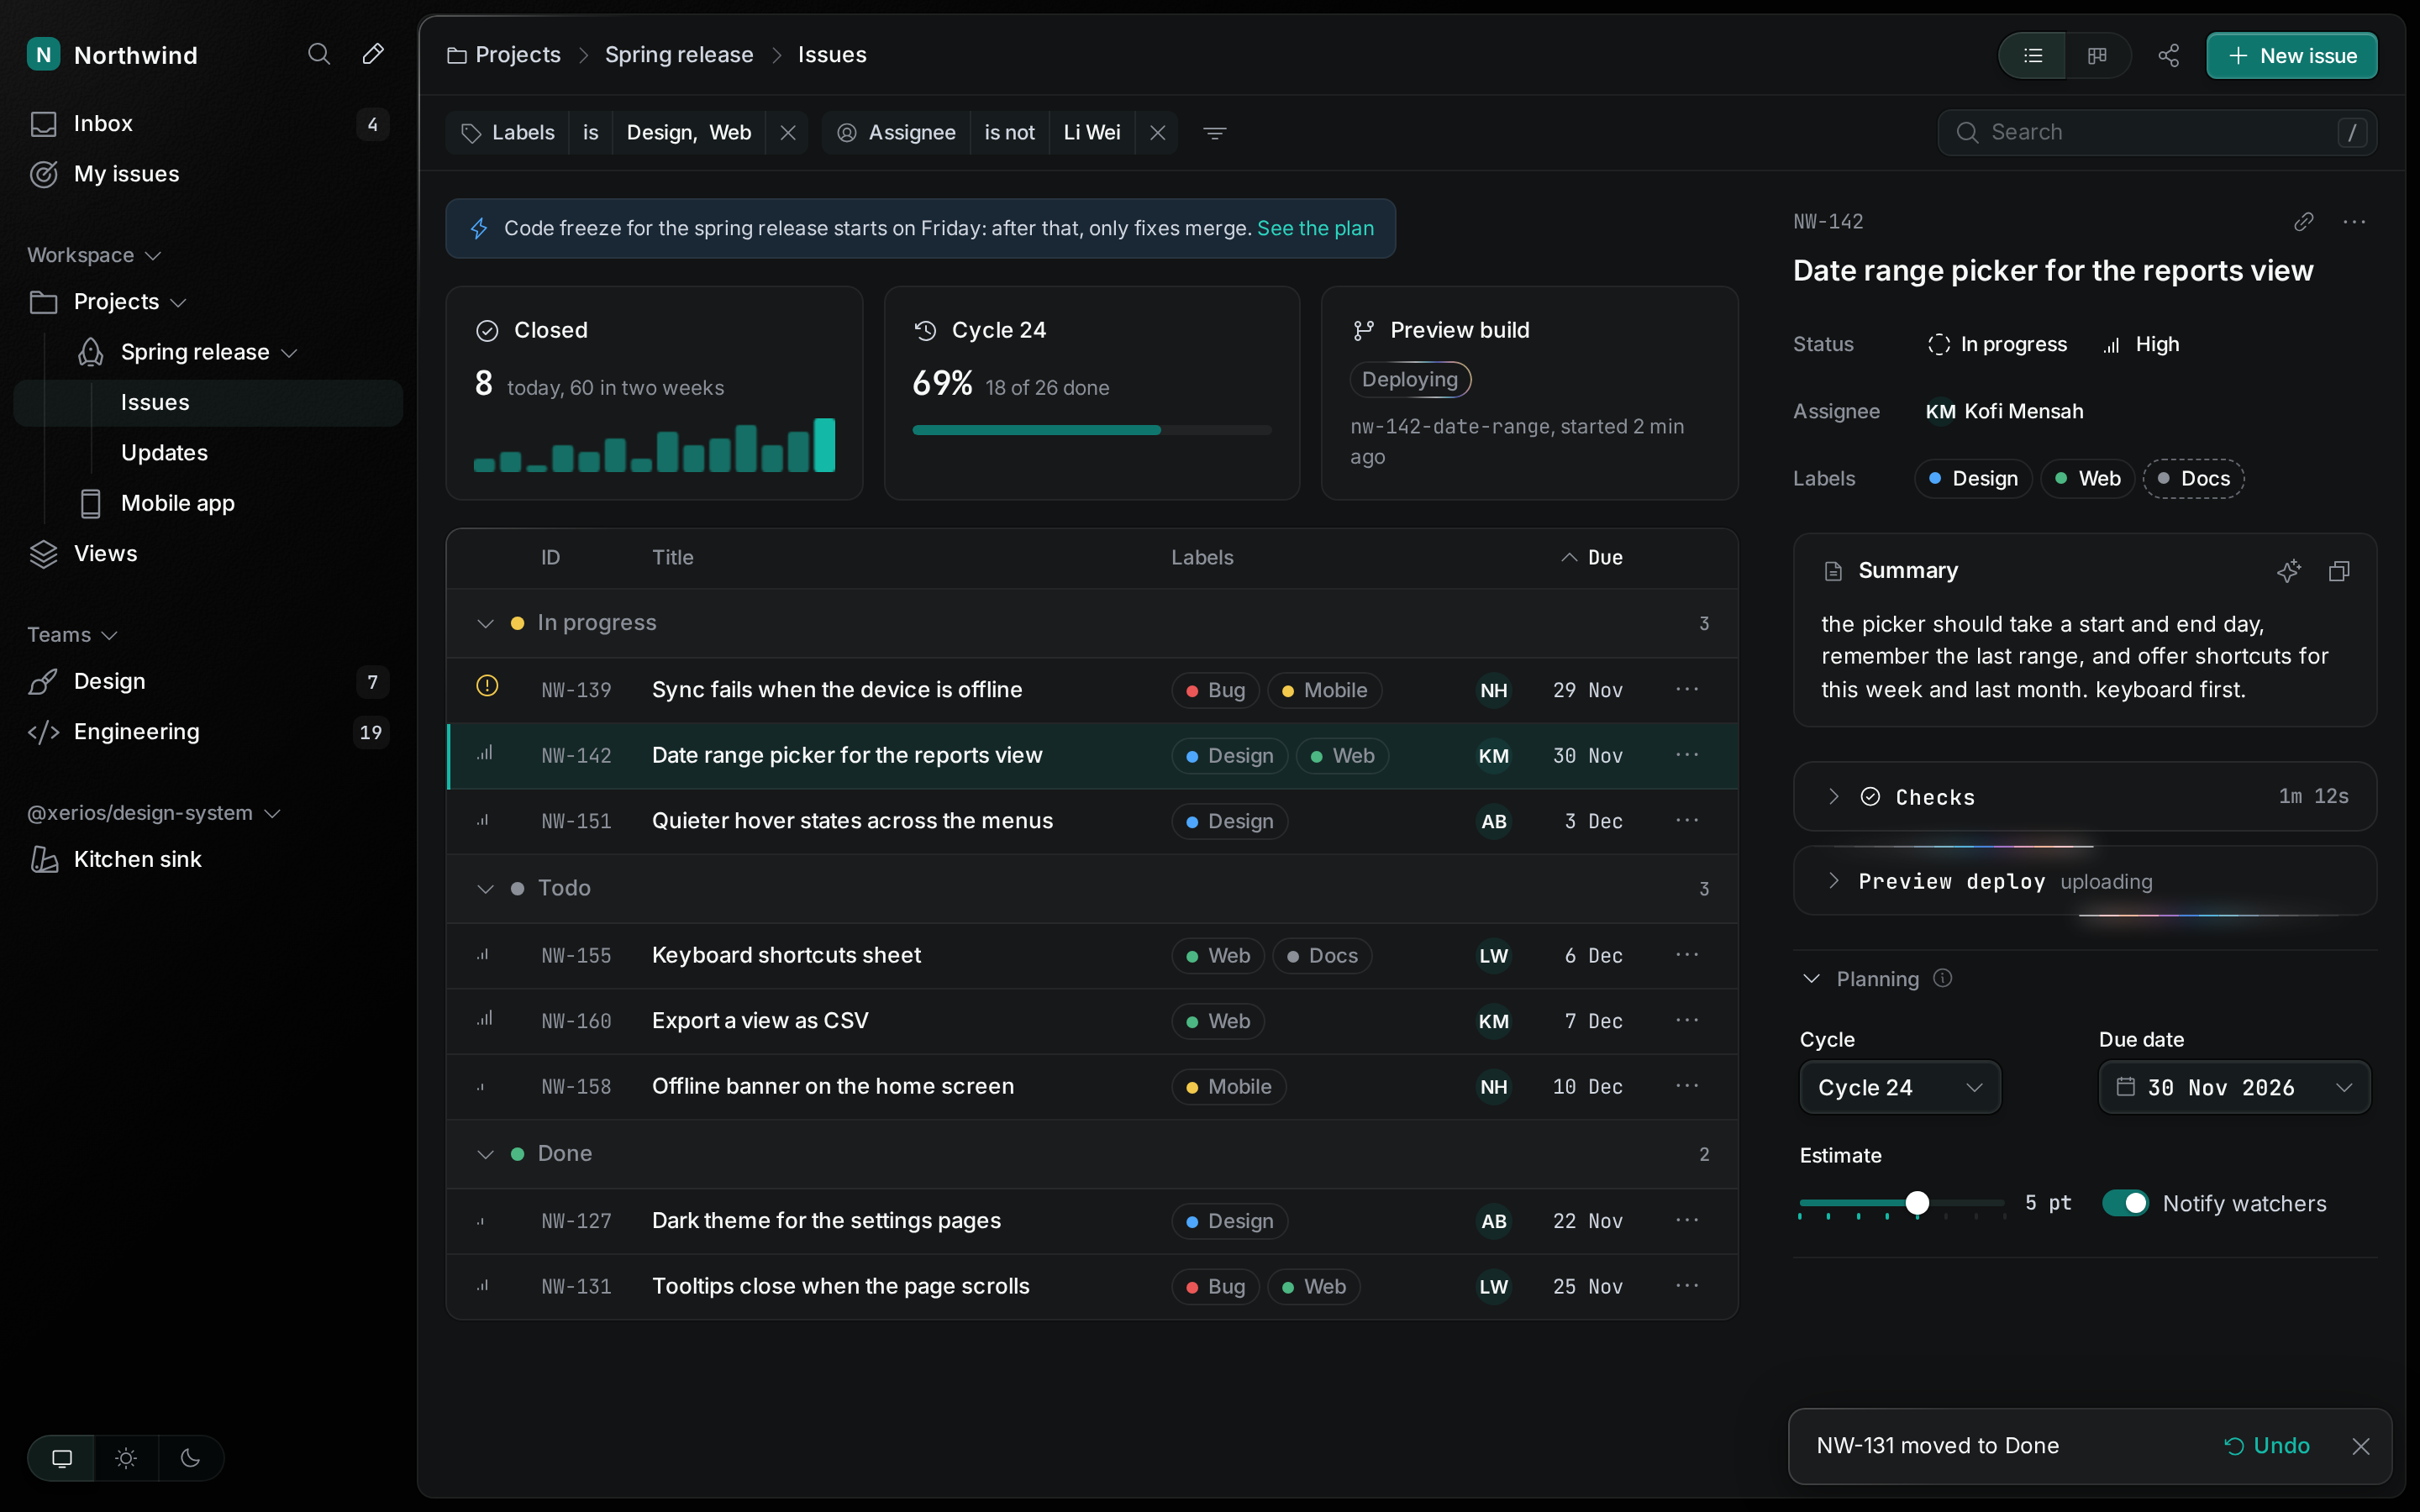 N Northwind
Inbox 4
My issues
Workspace
Projects
Spring release
Issues
Updates
Mobile app
Views
Teams
Design 7
Engineering 19
@xerios/design-system
Kitchen sink
Projects Spring release Issues
New issue
Labels is Design, Web
Assignee is not Li Wei
Search /
Code freeze for the spring release starts on Friday: after that, only fixes merge. See the plan
Closed
8 today, 60 in two weeks
Cycle 24
69% 18 of 26 done
Preview build
Deploying
nw-142-date-range, started 2 min
ago
ID Title Labels Due
In progress 3
NW-139 Sync fails when the device is offline Bug Mobile NH 29 Nov
NW-142 Date range picker for the reports view Design Web KM 30 Nov
NW-151 Quieter hover states across the menus Design AB 3 Dec
Todo 3
NW-155 Keyboard shortcuts sheet Web Docs LW 6 Dec
NW-160 Export a view as CSV Web KM 7 Dec
NW-158 Offline banner on the home screen Mobile NH 10 Dec
Done 2
NW-127 Dark theme for the settings pages Design AB 22 Nov
NW-131 Tooltips close when the page scrolls Bug Web LW 25 Nov
NW-142
Date range picker for the reports view
Status In progress High
Assignee KM Kofi Mensah
Labels Design Web Docs
Summary
the picker should take a start and end day,
remember the last range, and offer shortcuts for
this week and last month. keyboard first.
Checks 1m 12s
Preview deploy uploading
Planning
Cycle Due date
Cycle 24 30 Nov 2026
Estimate
5 pt Notify watchers
NW-131 moved to Done Undo